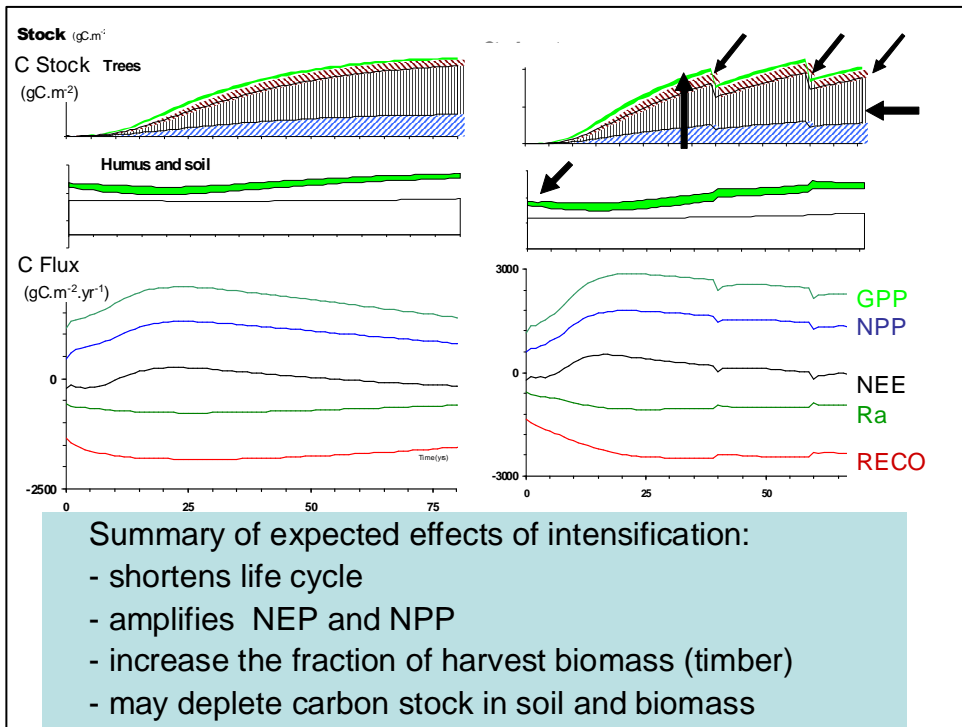 Stock (gC.m⁻²
C Stock Trees
(gC.m-2)
Humus and soil
C Flux
(gC.m-2.yr-1)
0
-2500
Time(yrs)
0 25 50 75
3000
0
-3000
0 25 50
GPP
NPP
NEE
Ra
RECO
Summary of expected effects of intensification:
- shortens life cycle
- amplifies NEP and NPP
- increase the fraction of harvest biomass (timber)
- may deplete carbon stock in soil and biomass